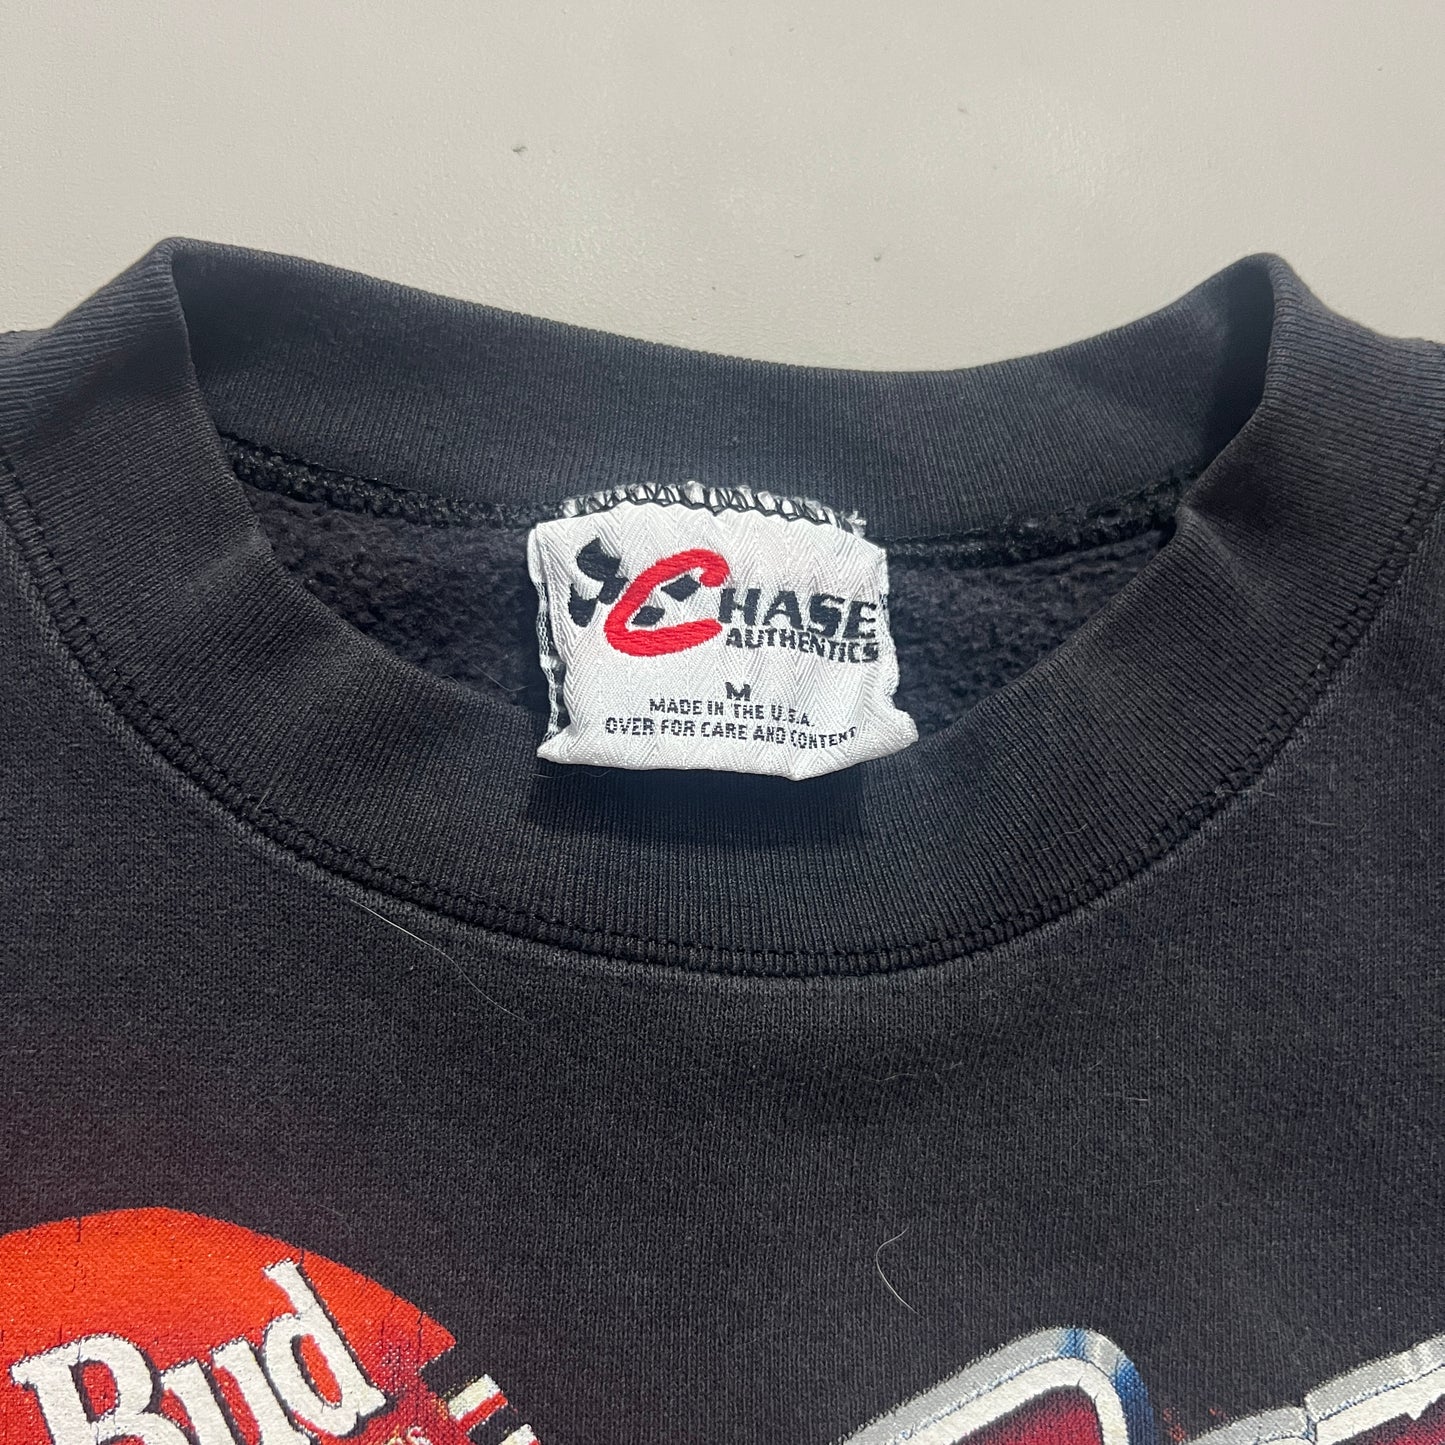 CHASE
AUTHENTICS
M
MADE IN THE U.S.A.
OVER FOR CARE AND CONTENT
Bud